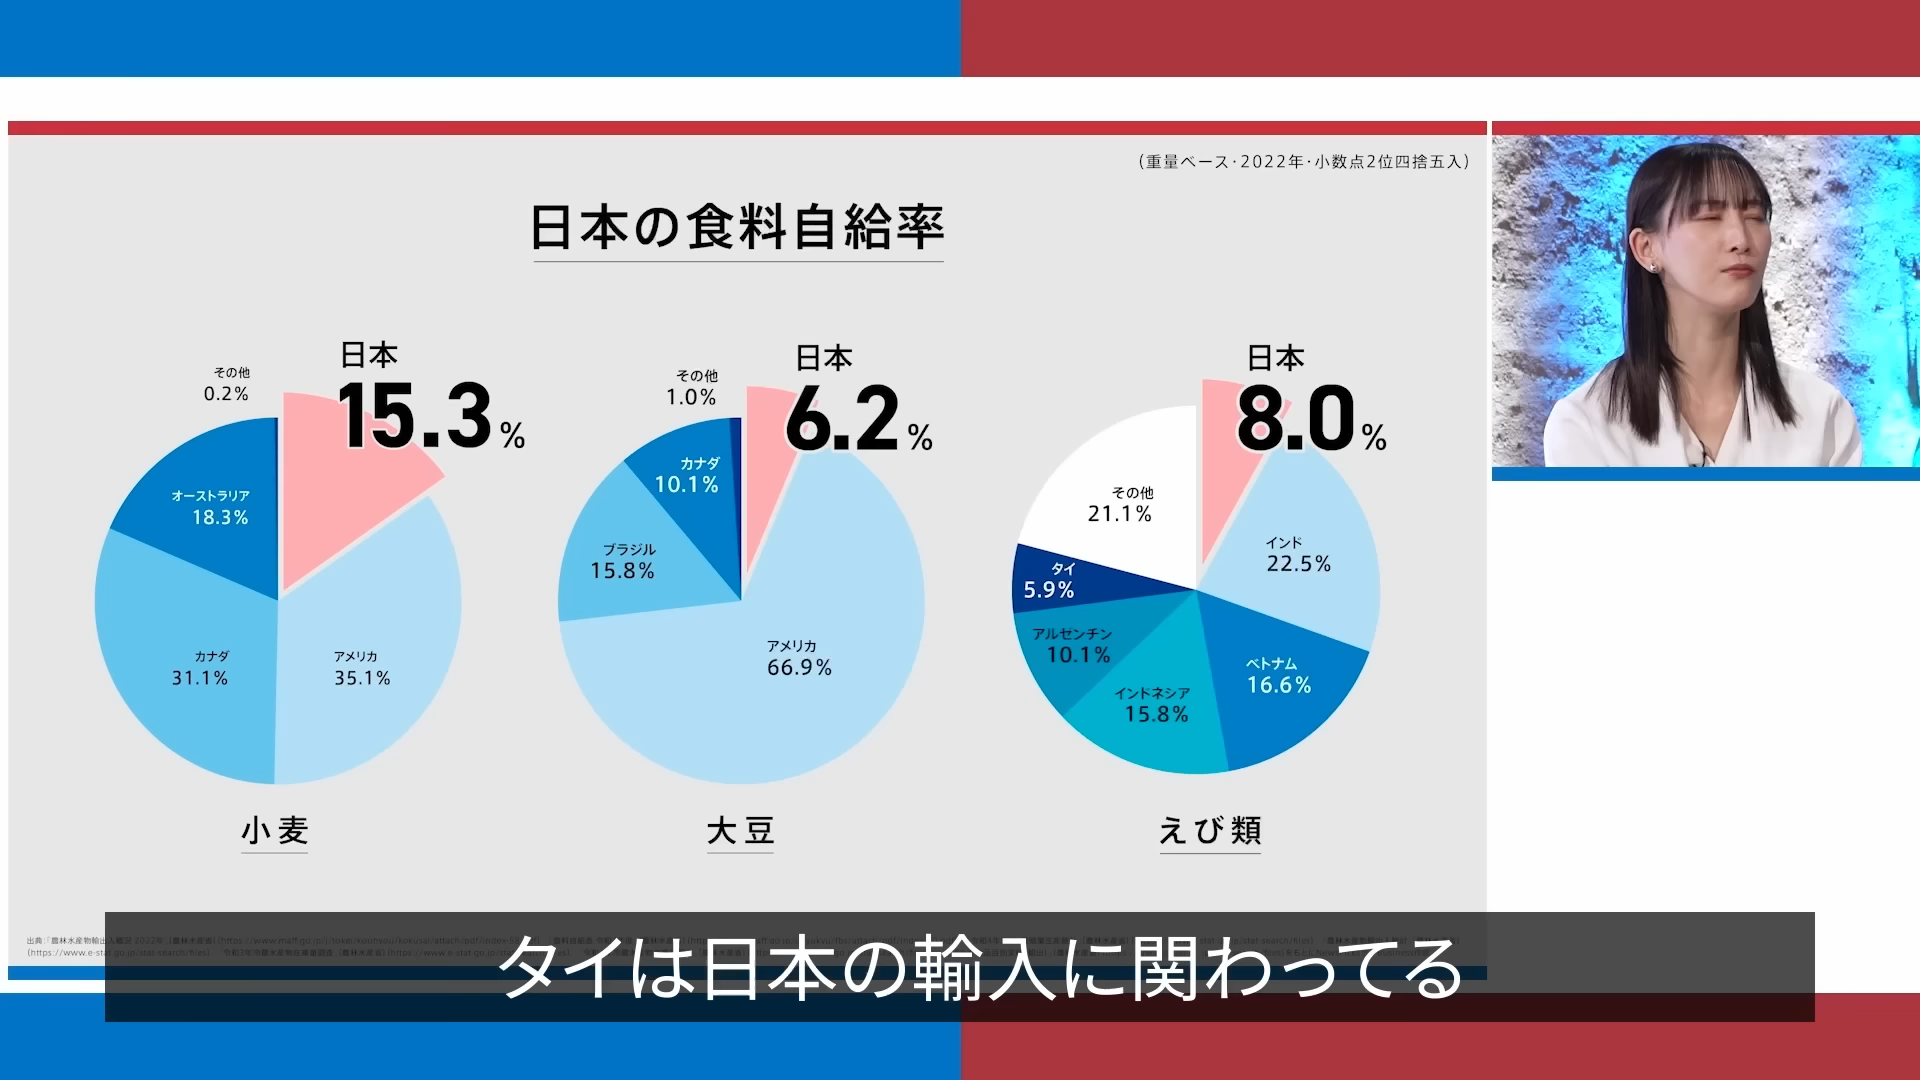 (重量ベース・2022年・小数点2位四捨五入)
日本の食料自給率
日本
15.3%
その他
0.2%
オーストラリア
18.3%
カナダ
31.1%
アメリカ
35.1%
小麦
日本
6.2%
その他
1.0%
カナダ
10.1%
ブラジル
15.8%
アメリカ
66.9%
大豆
日本
8.0%
その他
21.1%
インド
22.5%
タイ
5.9%
アルゼンチン
10.1%
ベトナム
16.6%
インドネシア
15.8%
えび類
タイは日本の輸入に関わってる